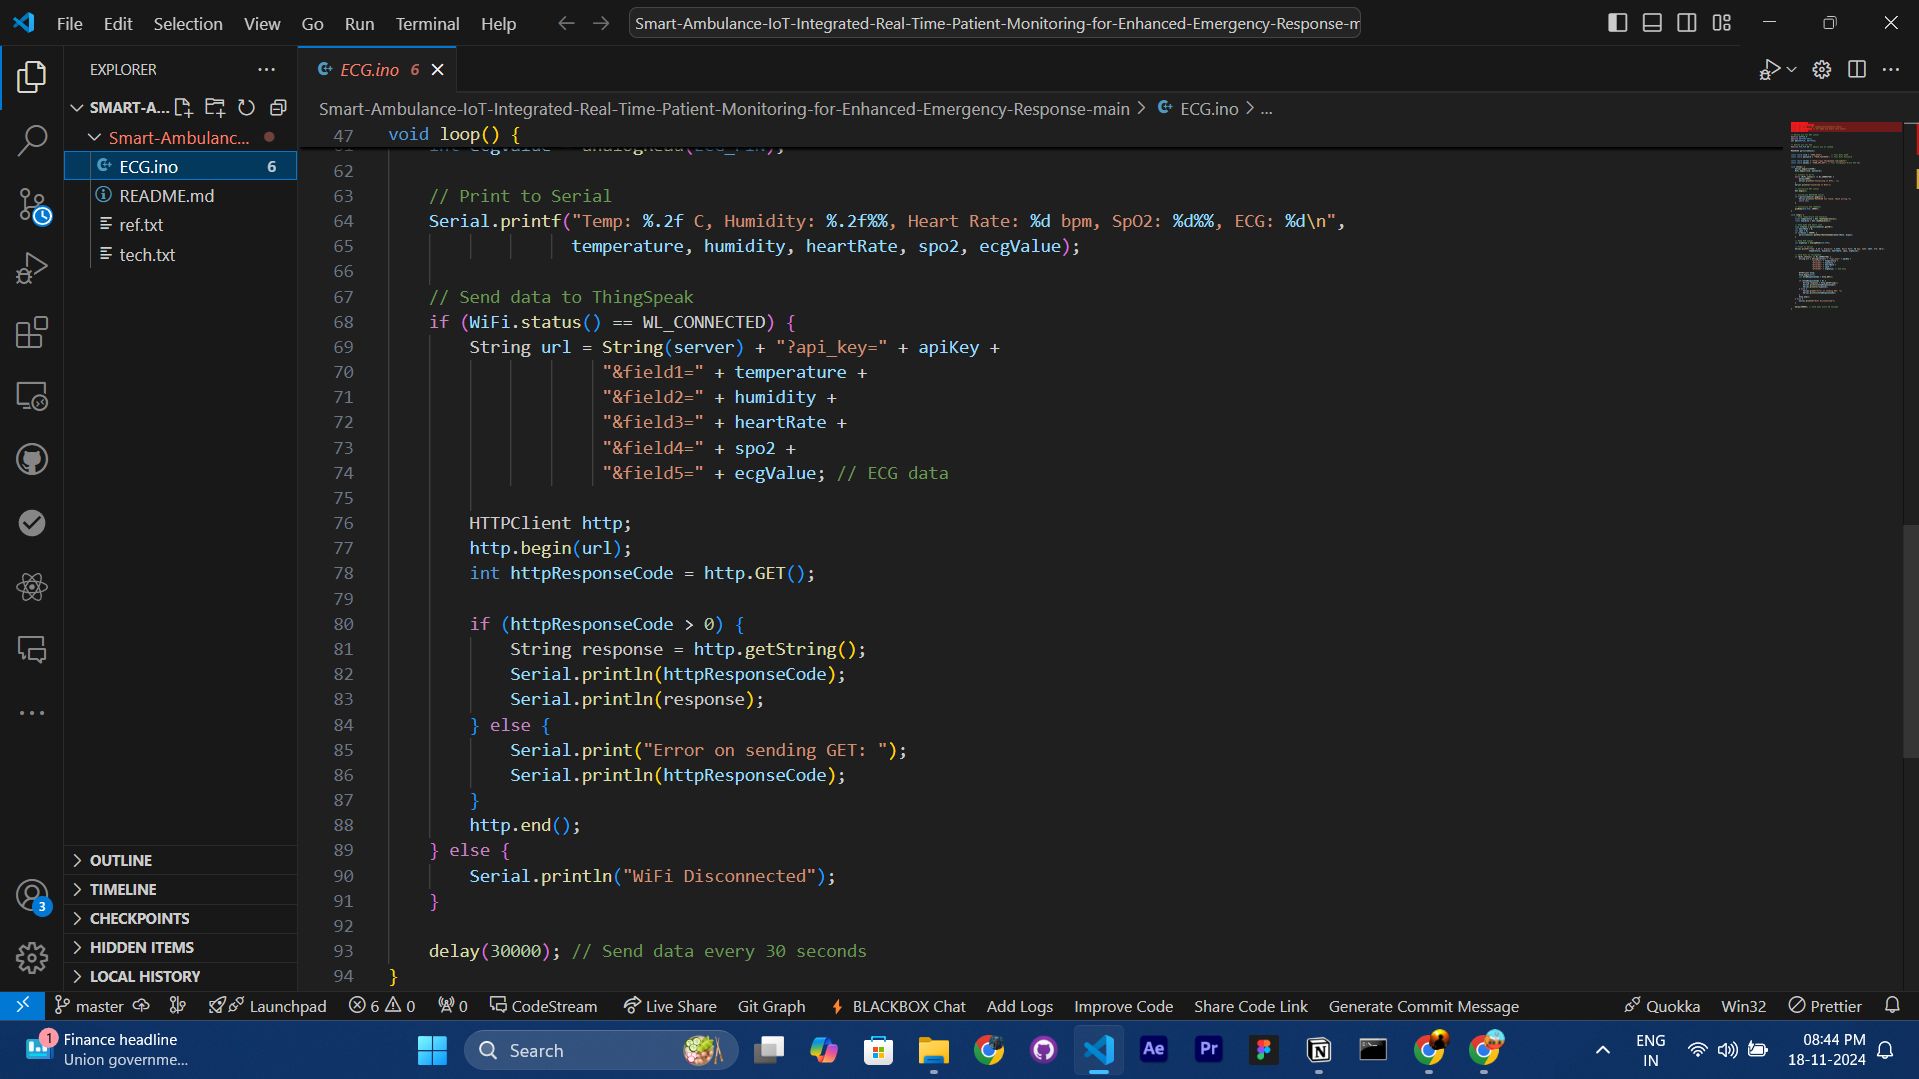 File Edit Selection View Go Run Terminal Help
Smart-Ambulance-IoT-Integrated-Real-Time-Patient-Monitoring-for-Enhanced-Emergency-Response-m
EXPLORER
SMART-A...
Smart-Ambulanc...
ECG.ino 6
README.md
ref.txt
tech.txt
OUTLINE
TIMELINE
CHECKPOINTS
HIDDEN ITEMS
LOCAL HISTORY
3
ECG.ino 6
Smart-Ambulance-IoT-Integrated-Real-Time-Patient-Monitoring-for-Enhanced-Emergency-Response-main > ECG.ino > ...
47 void loop() {
62
63 // Print to Serial
64 Serial.printf("Temp: %.2f C, Humidity: %.2f%%, Heart Rate: %d bpm, SpO2: %d%%, ECG: %d\n",
65 temperature, humidity, heartRate, spo2, ecgValue);
66
67 // Send data to ThingSpeak
68 if (WiFi.status() == WL_CONNECTED) {
69 String url = String(server) + "?api_key=" + apiKey +
70 "&field1=" + temperature +
71 "&field2=" + humidity +
72 "&field3=" + heartRate +
73 "&field4=" + spo2 +
74 "&field5=" + ecgValue; // ECG data
75
76 HTTPClient http;
77 http.begin(url);
78 int httpResponseCode = http.GET();
79
80 if (httpResponseCode > 0) {
81 String response = http.getString();
82 Serial.println(httpResponseCode);
83 Serial.println(response);
84 } else {
85 Serial.print("Error on sending GET: ");
86 Serial.println(httpResponseCode);
87 }
88 http.end();
89 } else {
90 Serial.println("WiFi Disconnected");
91 }
92
93 delay(30000); // Send data every 30 seconds
94 }
master Launchpad 6 0 0 CodeStream Live Share Git Graph BLACKBOX Chat Add Logs Improve Code Share Code Link Generate Commit Message Quokka Win32 Prettier
1 Finance headline
Union governme...
Search
Ae Pr
ENG
IN
08:44 PM
18-11-2024